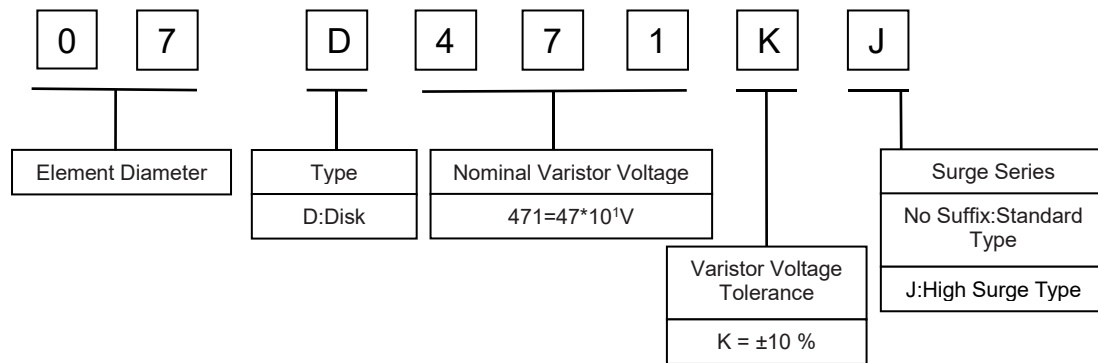 0 7 D 4 7 1 K J
Element Diameter
Type
D:Disk
Nominal Varistor Voltage
471=47*10¹V
Varistor Voltage
Tolerance
K = ±10 %
Surge Series
No Suffix:Standard
Type
J:High Surge Type